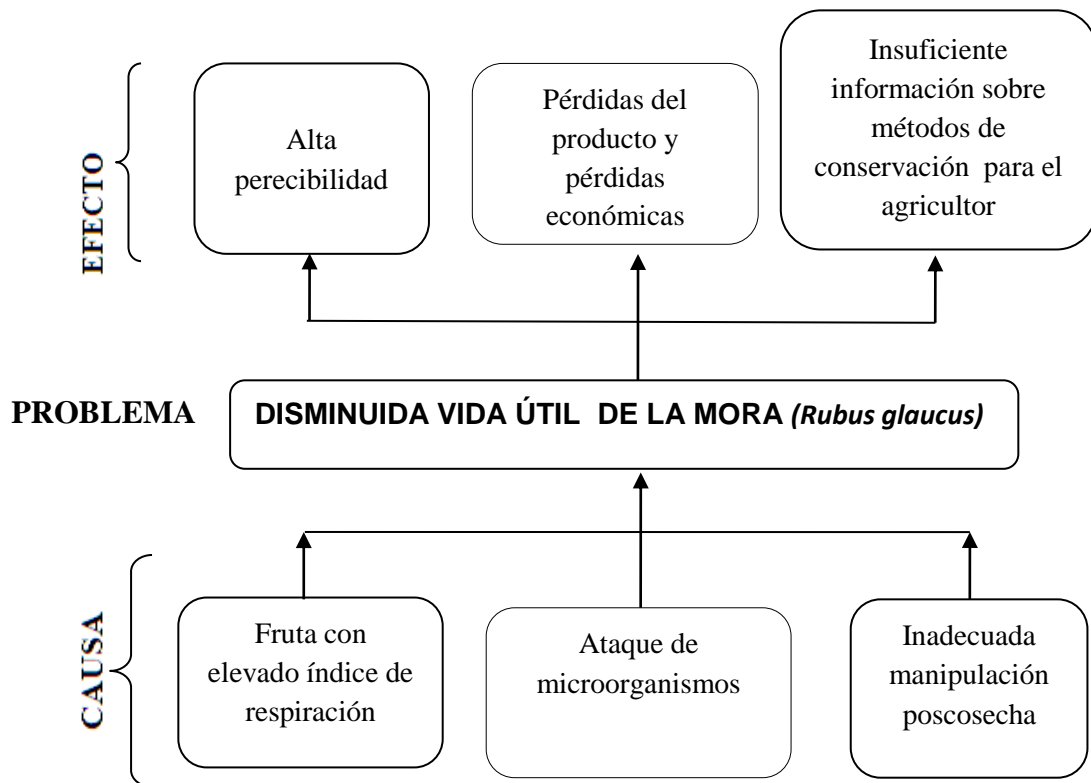 EFECTO
Alta
perecibilidad
Pérdidas del
producto y
pérdidas
económicas
Insuficiente
información sobre
métodos de
conservación para el
agricultor
PROBLEMA
DISMINUIDA VIDA ÚTIL DE LA MORA (Rubus glaucus)
CAUSA
Fruta con
elevado índice de
respiración
Ataque de
microorganismos
Inadecuada
manipulación
poscosecha